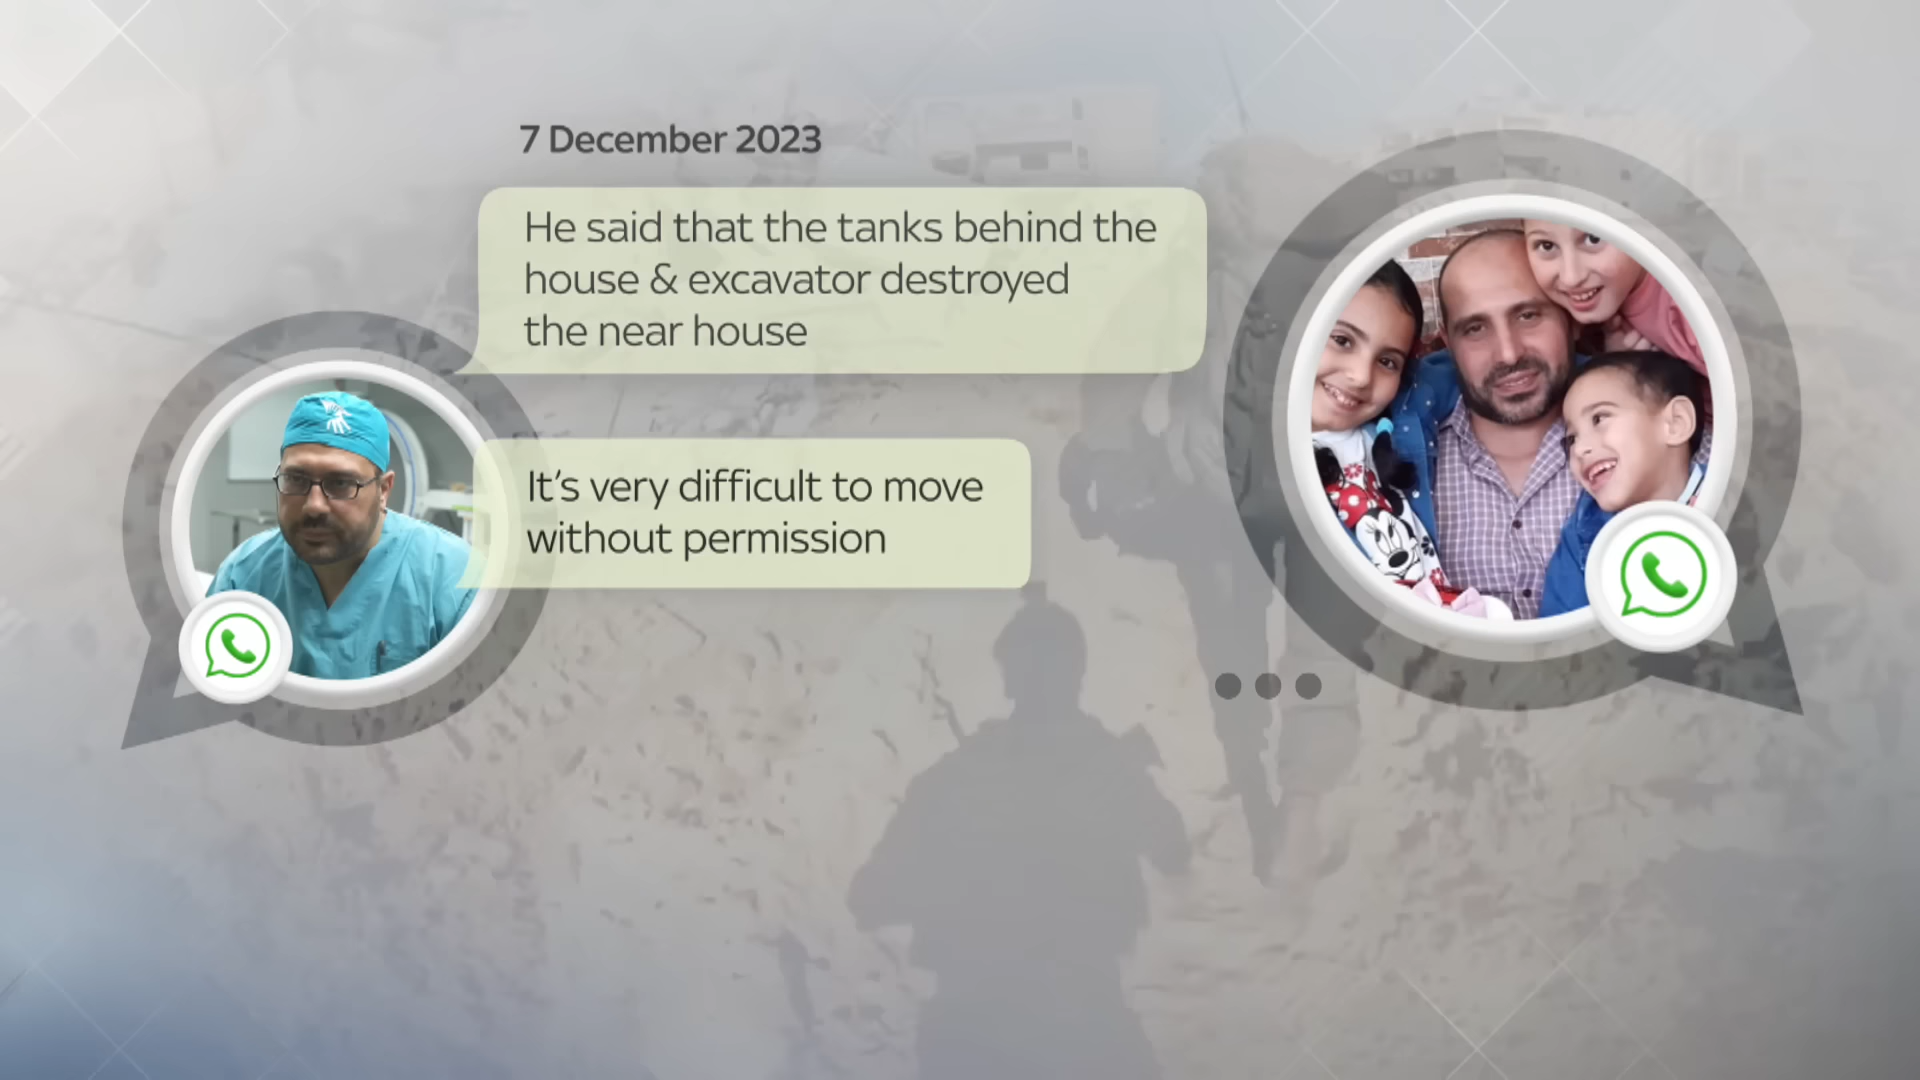 7 December 2023
He said that the tanks behind the
house & excavator destroyed
the near house
It's very difficult to move
without permission